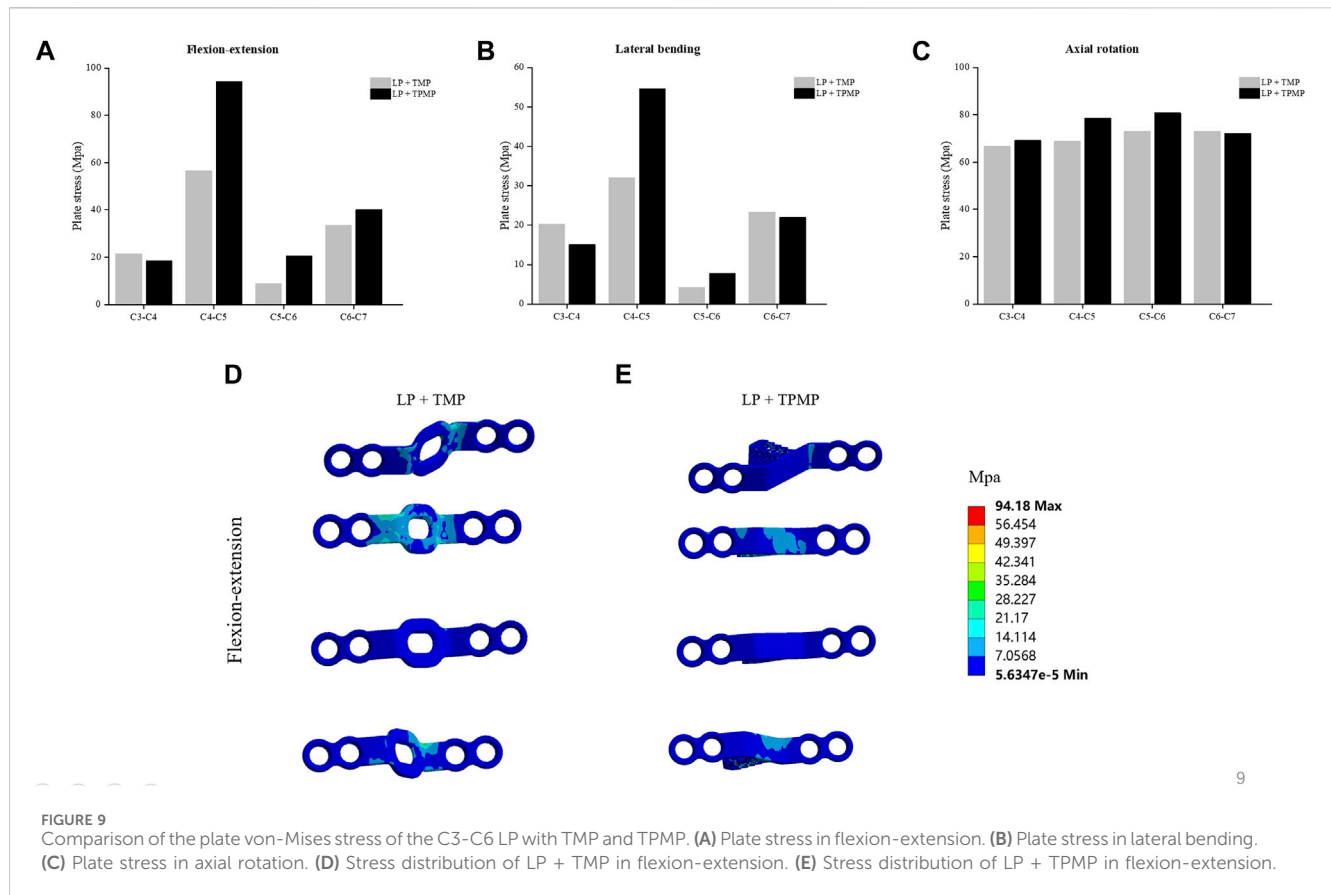 A
Flexion-extension
100
80
60
40
20
0
Plate stress (Mpa)
LP + TMP
LP + TPMP
C3-C4 C4-C5 C5-C6 C6-C7
B
Lateral bending
60
50
40
30
20
10
0
Plate stress (Mpa)
LP + TMP
LP + TPMP
C3-C4 C4-C5 C5-C6 C6-C7
C
Axial rotation
100
80
60
40
20
0
Plate stress (Mpa)
LP + TMP
LP + TPMP
C3-C4 C4-C5 C5-C6 C6-C7
D
LP + TMP
E
LP + TPMP
Flexion-extension
Mpa
94.18 Max
56.454
49.397
42.341
35.284
28.227
21.17
14.114
7.0568
5.6347e-5 Min
9
FIGURE 9
Comparison of the plate von-Mises stress of the C3-C6 LP with TMP and TPMP. (A) Plate stress in flexion-extension. (B) Plate stress in lateral bending.
(C) Plate stress in axial rotation. (D) Stress distribution of LP + TMP in flexion-extension. (E) Stress distribution of LP + TPMP in flexion-extension.